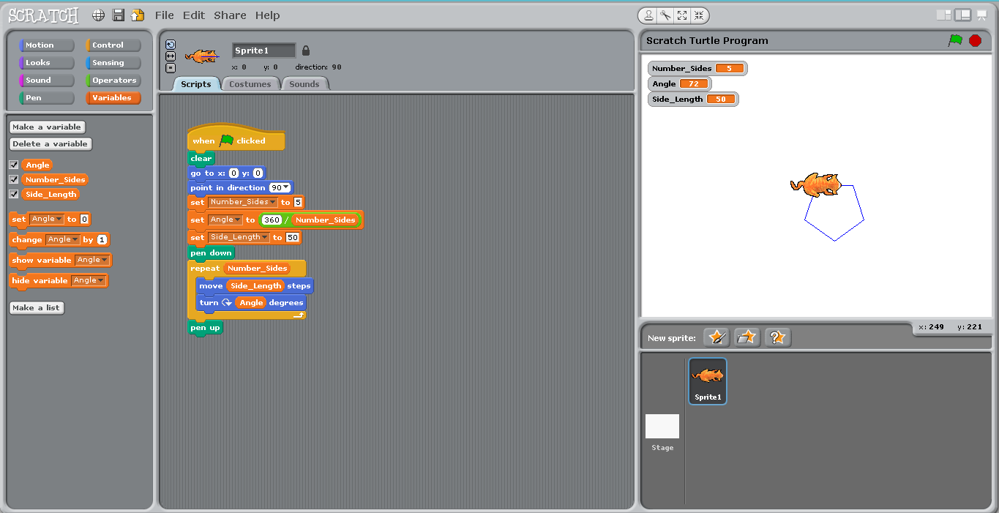 SCRATCH File Edit Share Help
Motion Control
Looks Sensing
Sound Operators
Pen Variables
Make a variable
Delete a variable
Angle
Number_Sides
Side_Length
set Angle to 0
change Angle by 1
show variable Angle
hide variable Angle
Make a list
Sprite1
x: 0 y: 0 direction: 90
Scripts Costumes Sounds
when clicked
clear
go to x: 0 y: 0
point in direction 90
set Number_Sides to 5
set Angle to 360 / Number_Sides
set Side_Length to 50
pen down
repeat Number_Sides
move Side_Length steps
turn Angle degrees
pen up
Scratch Turtle Program
Number_Sides 5
Angle 72
Side_Length 50
x: 249 y: 221
New sprite:
Sprite1
Stage